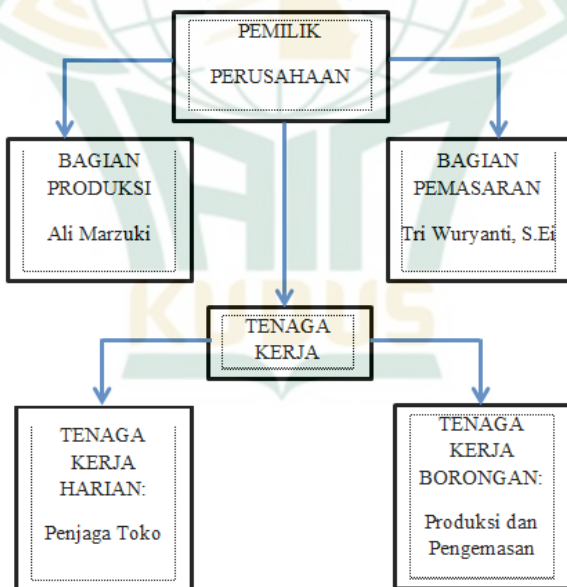 PEMILIK
PERUSAHAAN
BAGIAN
PRODUKSI
Ali Marzuki
BAGIAN
PEMASARAN
Tri Wuryanti, S.Ei
KUDUS
TENAGA
KERJA
TENAGA
KERJA
HARIAN:
Penjaga Toko
TENAGA
KERJA
BORONGAN:
Produksi dan
Pengemasan